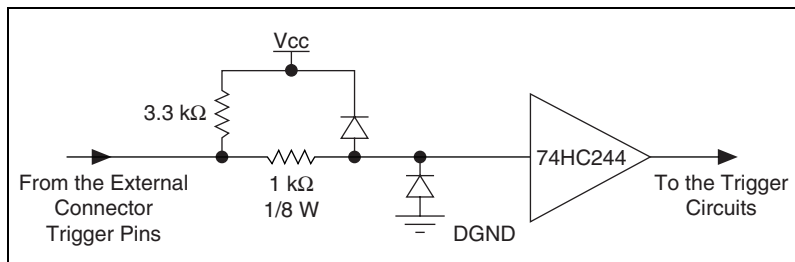 Vcc
3.3 kΩ
74HC244
From the External
Connector
Trigger Pins
1 kΩ
1/8 W
DGND
To the Trigger
Circuits